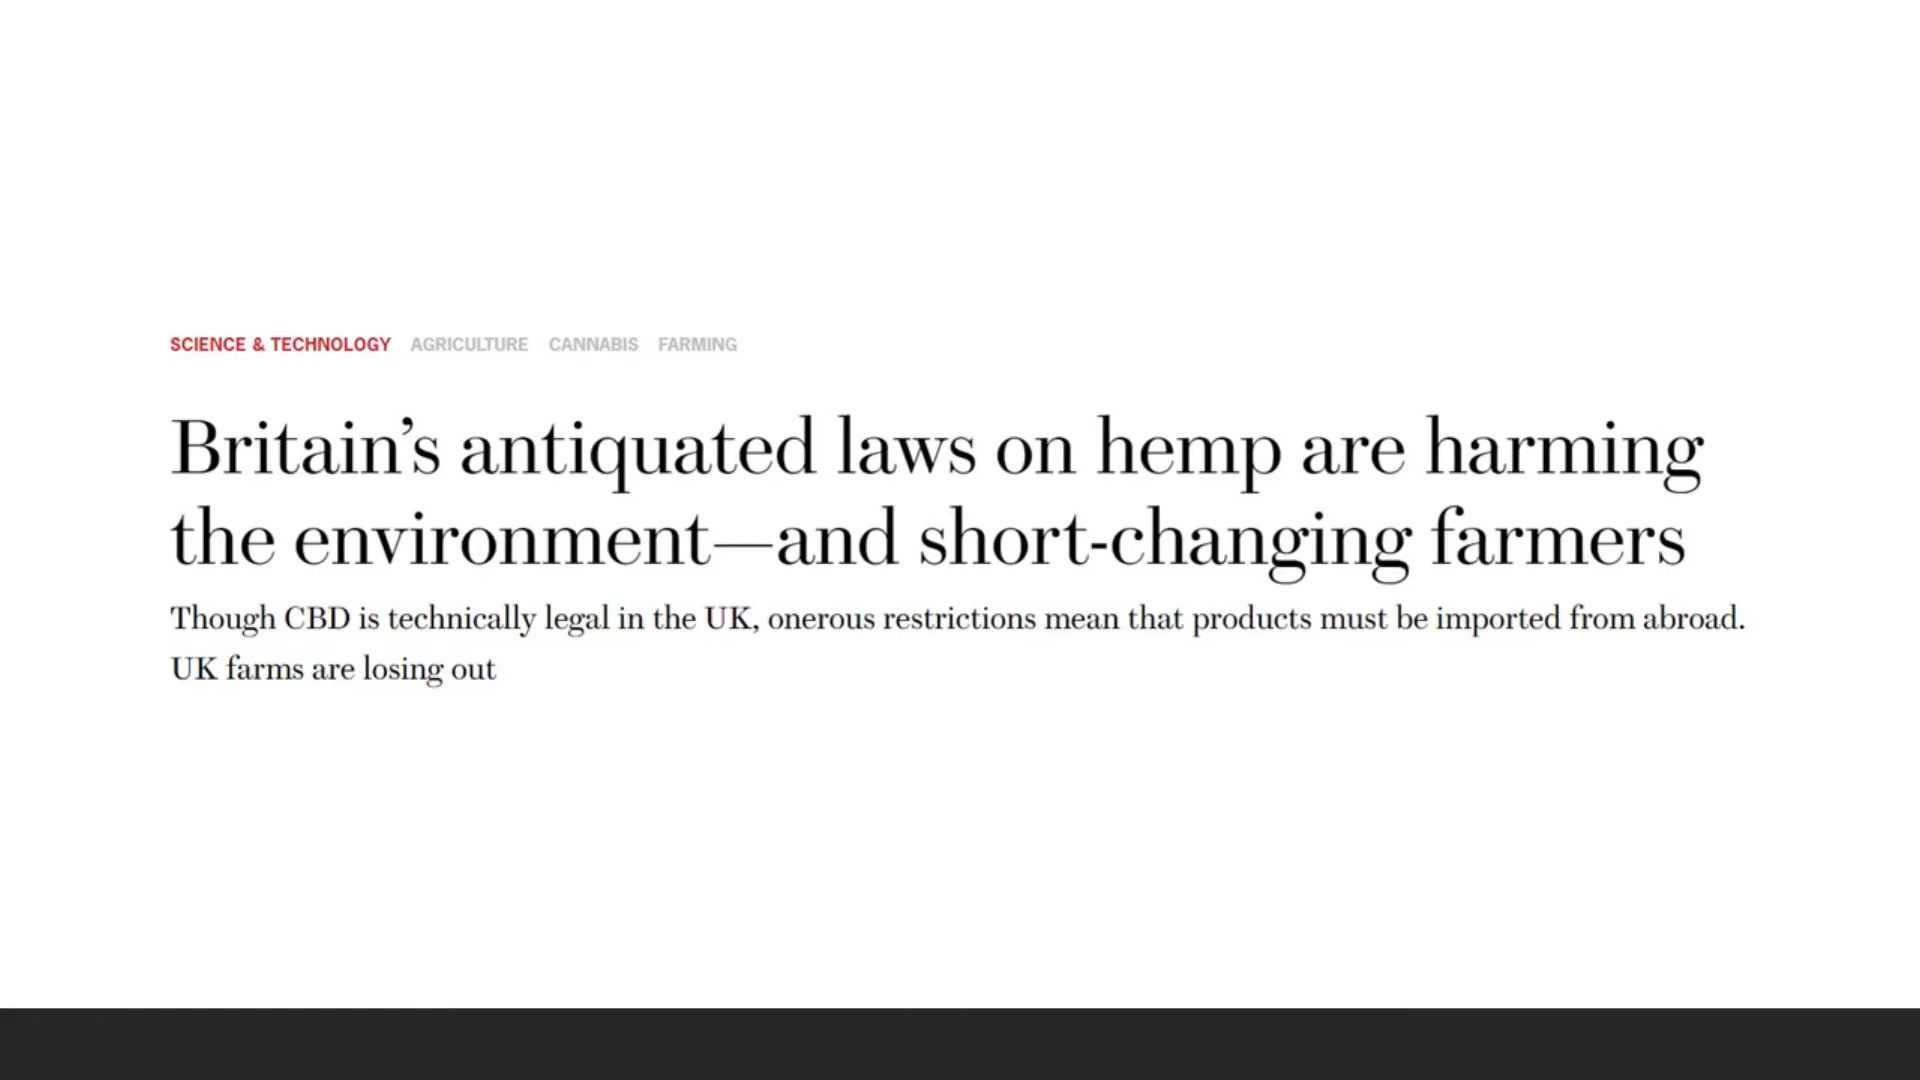 SCIENCE & TECHNOLOGY AGRICULTURE CANNABIS FARMING
Britain’s antiquated laws on hemp are harming
the environment—and short-changing farmers
Though CBD is technically legal in the UK, onerous restrictions mean that products must be imported from abroad.
UK farms are losing out